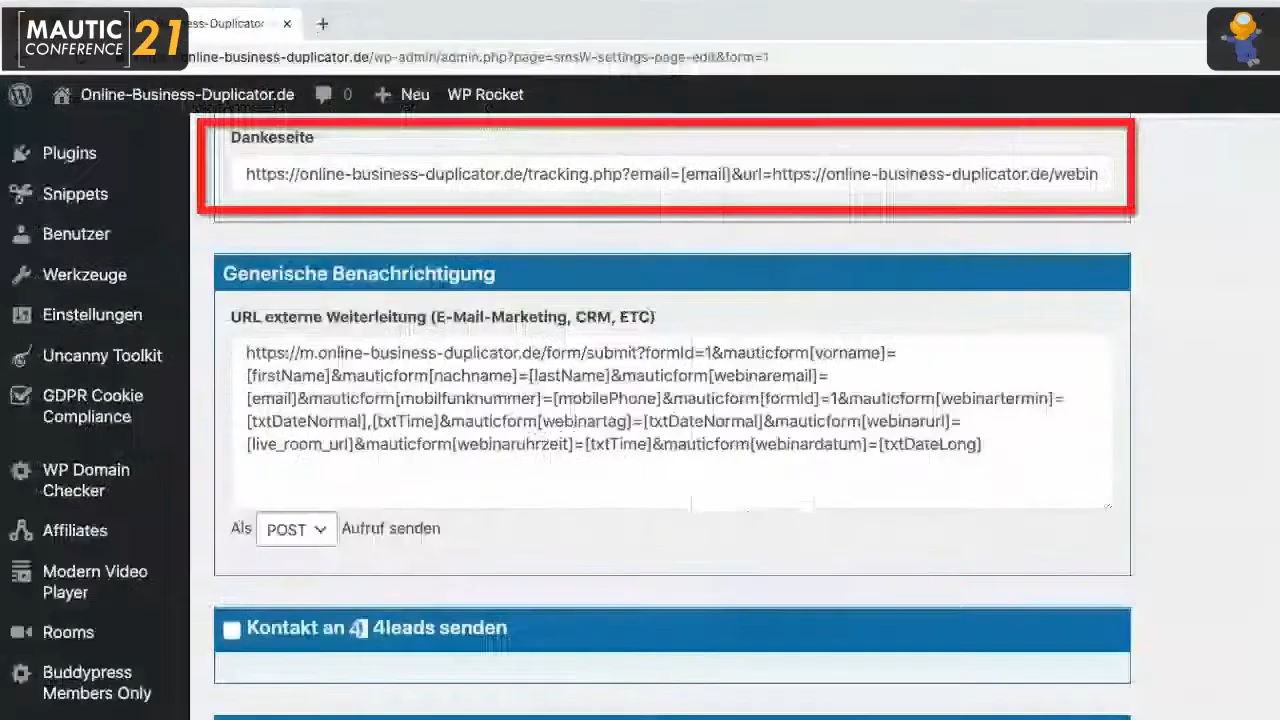 MAUTIC
CONFERENCE
21
ess-Duplicator
nline-business-duplicator.de/wp-admin/admin.php?page=smsW-settings-page-edit&form=1
Online-Business-Duplicator.de 0 Neu WP Rocket
Plugins
Snippets
Benutzer
Werkzeuge
Einstellungen
Uncanny Toolkit
GDPR Cookie
Compliance
WP Domain
Checker
Affiliates
Modern Video
Player
Rooms
Buddypress
Members Only
Dankeseite
https://online-business-duplicator.de/tracking.php?email=[email]&url=https://online-business-duplicator.de/webin
Generische Benachrichtigung
URL externe Weiterleitung (E-Mail-Marketing, CRM, ETC)
https://m.online-business-duplicator.de/form/submit?formId=1&mauticform[vorname]=
[firstName]&mauticform[nachname]=[lastName]&mauticform[webinaremail]=
[email]&mauticform[mobilfunknummer]=[mobilePhone]&mauticform[formId]=1&mauticform[webinartermin]=
[txtDateNormal],[txtTime]&mauticform[webinartag]=[txtDateNormal]&mauticform[webinarurl]=
[live_room_url]&mauticform[webinaruhrzeit]=[txtTime]&mauticform[webinardatum]=[txtDateLong]
Als POST Aufruf senden
Kontakt an 4leads senden